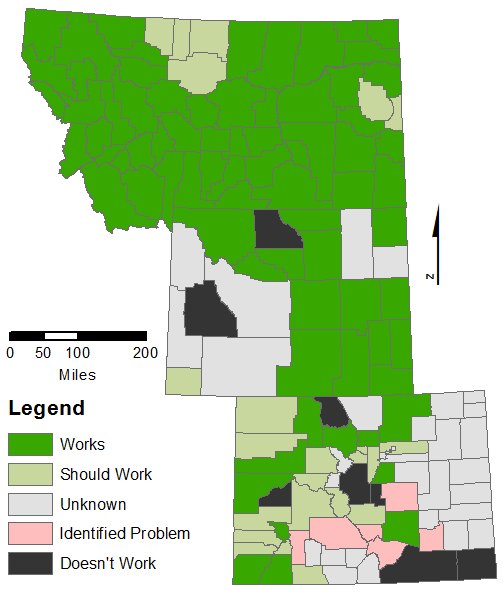 N
0 50 100 200
Miles
Legend
Works
Should Work
Unknown
Identified Problem
Doesn't Work